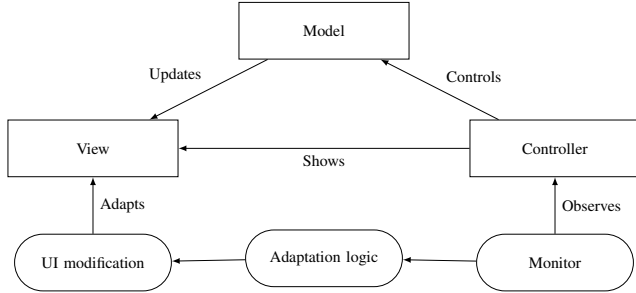 Model
Updates
Controls
View
Shows
Controller
Adapts
Observes
UI modification
Adaptation logic
Monitor